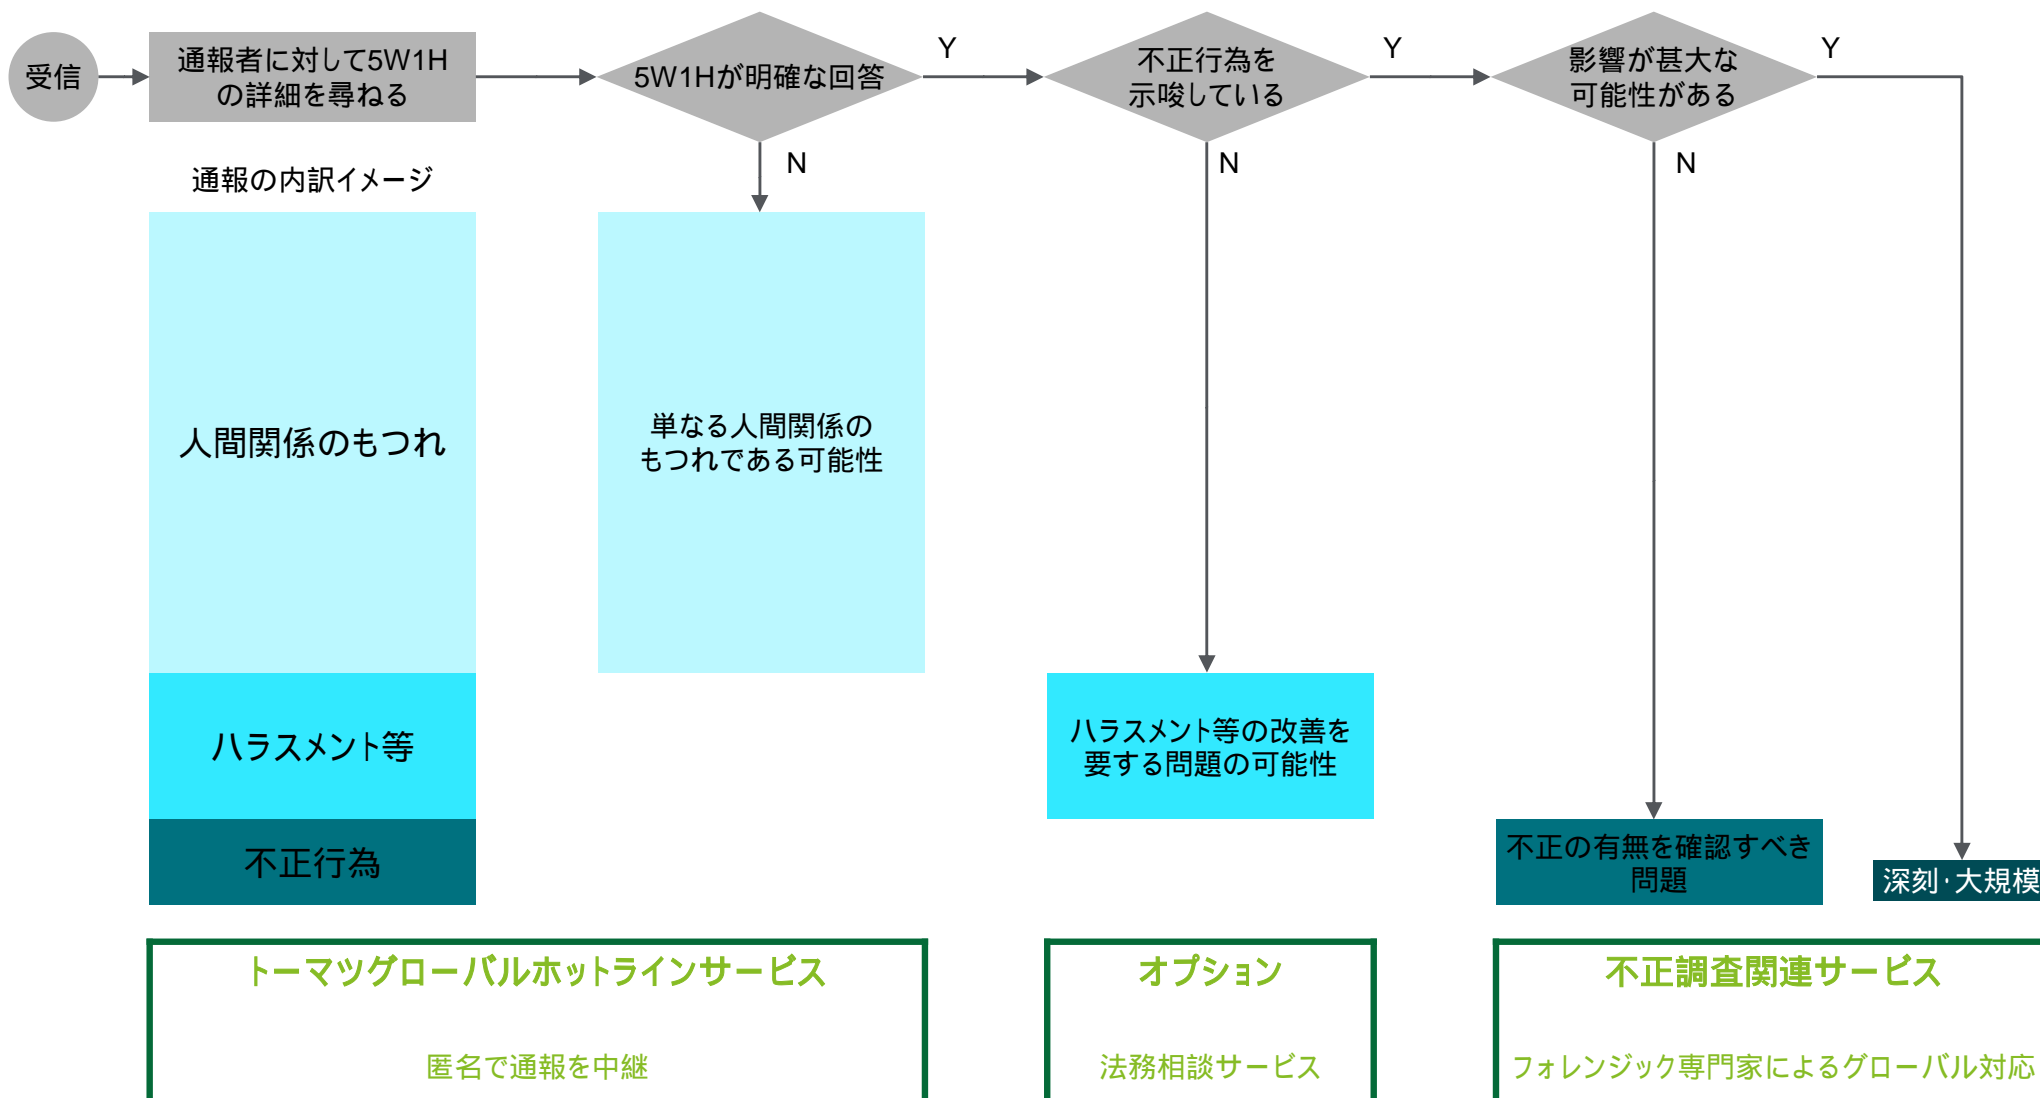 受信
通報者に対して5W1H
の詳細を尋ねる
5W1Hが明確な回答
Y
不正行為を
示唆している
Y
影響が甚大な
可能性がある
Y
N
N
N
通報の内訳イメージ
人間関係のもつれ
単なる人間関係の
もつれである可能性
ハラスメント等
ハラスメント等の改善を
要する問題の可能性
不正行為
不正の有無を確認すべき
問題
深刻・大規模
トーマツグローバルホットラインサービス
オプション
不正調査関連サービス
匿名で通報を中継
法務相談サービス
フォレンジック専門家によるグローバル対応